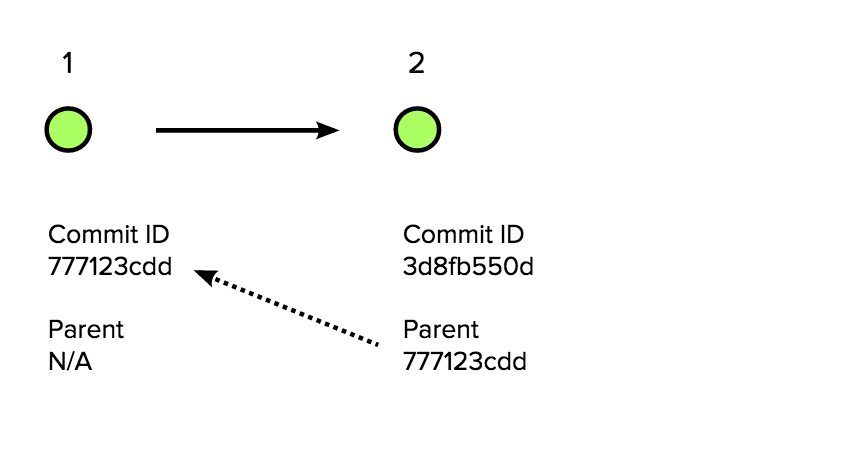 1
2
Commit ID
777123cdd
Parent
N/A
Commit ID
3d8fb550d
Parent
777123cdd